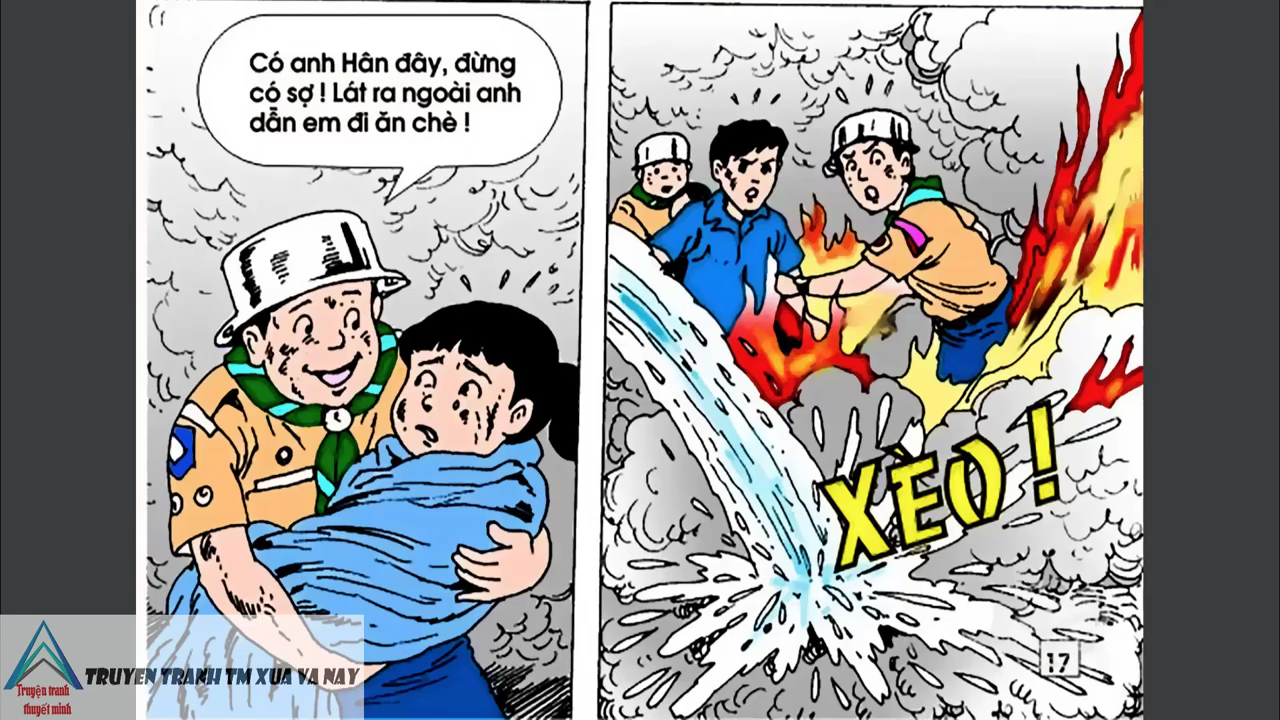 Có anh Hân đây, đừng
có sợ ! Lát ra ngoài anh
dẫn em đi ăn chè !
XÈO !
17
TRUYEN TRANH TM XUA VA NAY
Truyện tranh
thuyết minh